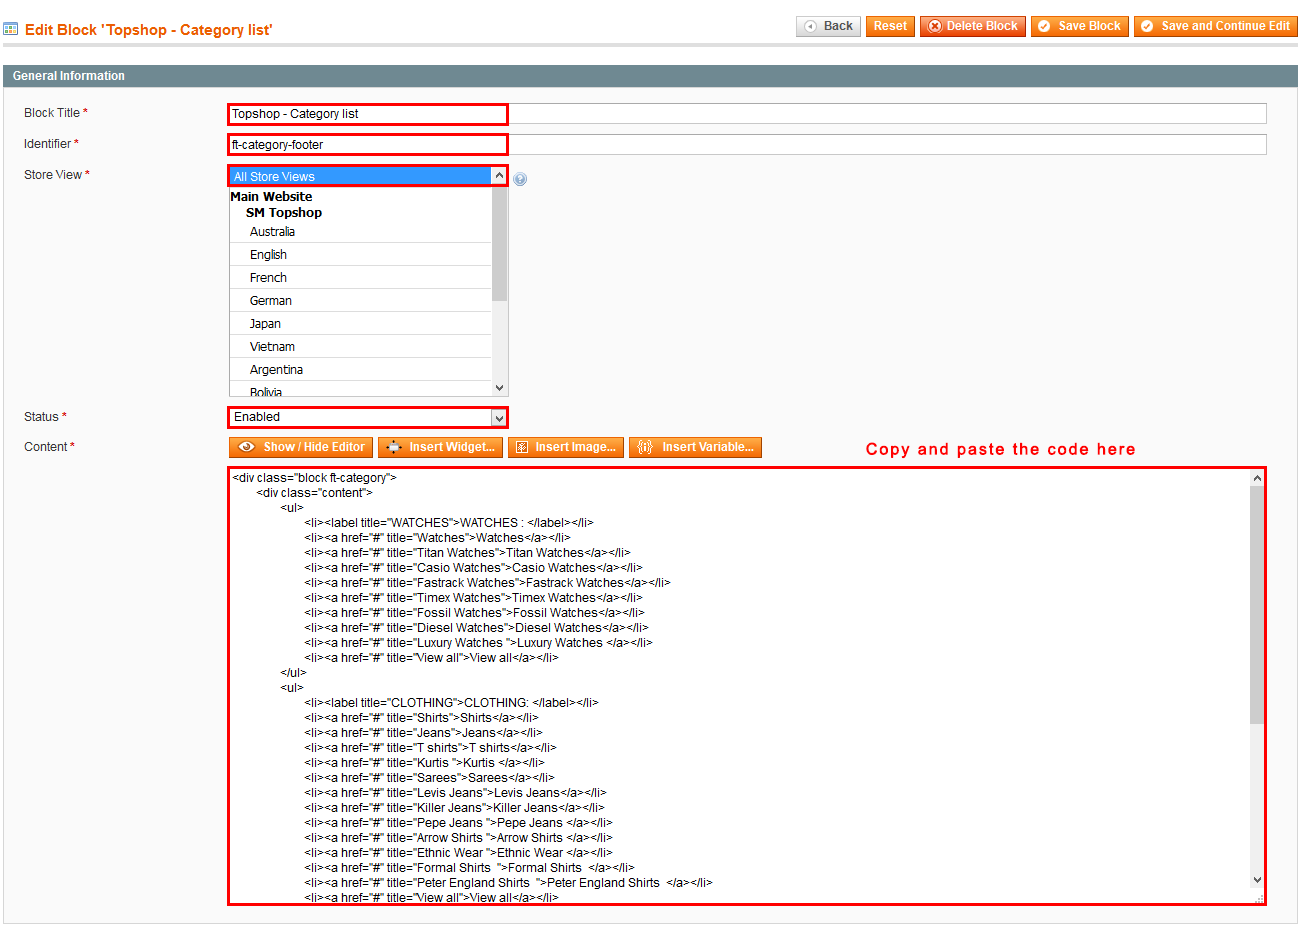 Edit Block 'Topshop - Category list'
Back Reset Delete Block Save Block Save and Continue Edit
General Information
Block Title * Topshop - Category list
Identifier * ft-category-footer
Store View * All Store Views
Main Website
SM Topshop
Australia
English
French
German
Japan
Vietnam
Argentina
Bolivia
Status * Enabled
Content * Show / Hide Editor Insert Widget... Insert Image... Insert Variable... Copy and paste the code here
<div class="block ft-category">
<div class="content">
<ul>
<li><label title="WATCHES">WATCHES : </label></li>
<li><a href="#" title="Watches">Watches</a></li>
<li><a href="#" title="Titan Watches">Titan Watches</a></li>
<li><a href="#" title="Casio Watches">Casio Watches</a></li>
<li><a href="#" title="Fastrack Watches">Fastrack Watches</a></li>
<li><a href="#" title="Timex Watches">Timex Watches</a></li>
<li><a href="#" title="Fossil Watches">Fossil Watches</a></li>
<li><a href="#" title="Diesel Watches">Diesel Watches</a></li>
<li><a href="#" title="Luxury Watches ">Luxury Watches </a></li>
<li><a href="#" title="View all">View all</a></li>
</ul>
<ul>
<li><label title="CLOTHING">CLOTHING: </label></li>
<li><a href="#" title="Shirts">Shirts</a></li>
<li><a href="#" title="Jeans">Jeans</a></li>
<li><a href="#" title="T shirts">T shirts</a></li>
<li><a href="#" title="Kurtis ">Kurtis </a></li>
<li><a href="#" title="Sarees">Sarees</a></li>
<li><a href="#" title="Levis Jeans">Levis Jeans</a></li>
<li><a href="#" title="Killer Jeans">Killer Jeans</a></li>
<li><a href="#" title="Pepe Jeans ">Pepe Jeans </a></li>
<li><a href="#" title="Arrow Shirts ">Arrow Shirts </a></li>
<li><a href="#" title="Ethnic Wear ">Ethnic Wear </a></li>
<li><a href="#" title="Formal Shirts  ">Formal Shirts  </a></li>
<li><a href="#" title="Peter England Shirts  ">Peter England Shirts  </a></li>
<li><a href="#" title="View all">View all</a></li>